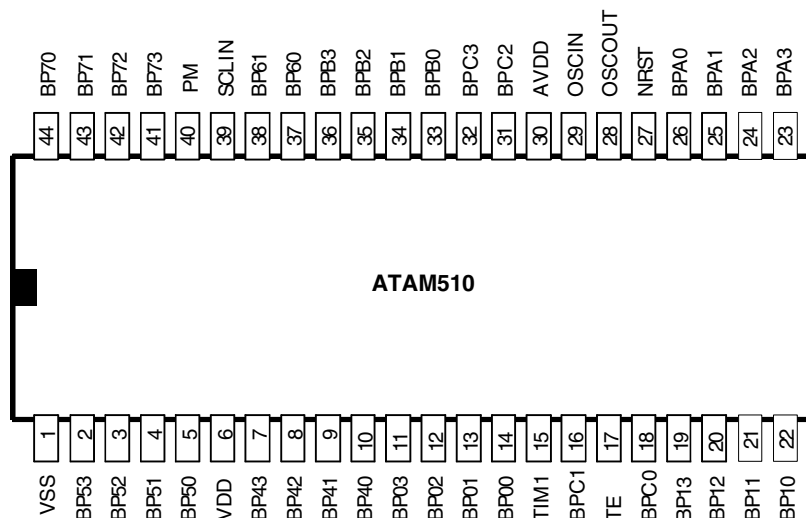 BP70 BP71 BP72 BP73 PM SCLIN BP61 BP60 BPB3 BPB2 BPB1 BPB0 BPC3 BPC2 AVDD OSCIN OSCOUT NRST BPA0 BPA1 BPA2 BPA3
44 43 42 41 40 39 38 37 36 35 34 33 32 31 30 29 28 27 26 25 24 23
ATAM510
1 2 3 4 5 6 7 8 9 10 11 12 13 14 15 16 17 18 19 20 21 22
VSS BP53 BP52 BP51 BP50 VDD BP43 BP42 BP41 BP40 BP03 BP02 BP01 BP00 TIM1 BPC1 TE BPC0 BP13 BP12 BP11 BP10